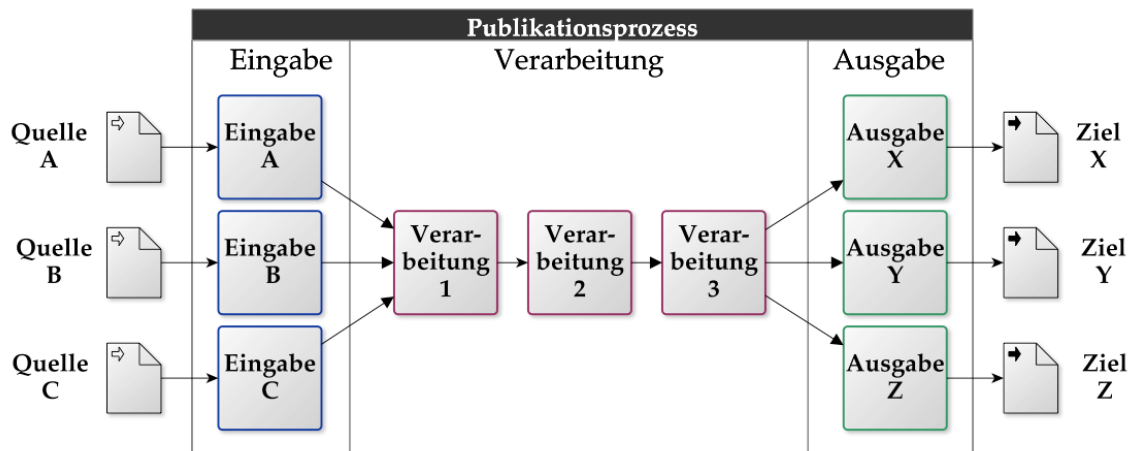 Publikationsprozess
Eingabe
Verarbeitung
Ausgabe
Quelle
A
Eingabe
A
Ausgabe
X
Ziel
X
Quelle
B
Eingabe
B
Verar-
beitung
1
Verar-
beitung
2
Verar-
beitung
3
Ausgabe
Y
Ziel
Y
Quelle
C
Eingabe
C
Ausgabe
Z
Ziel
Z